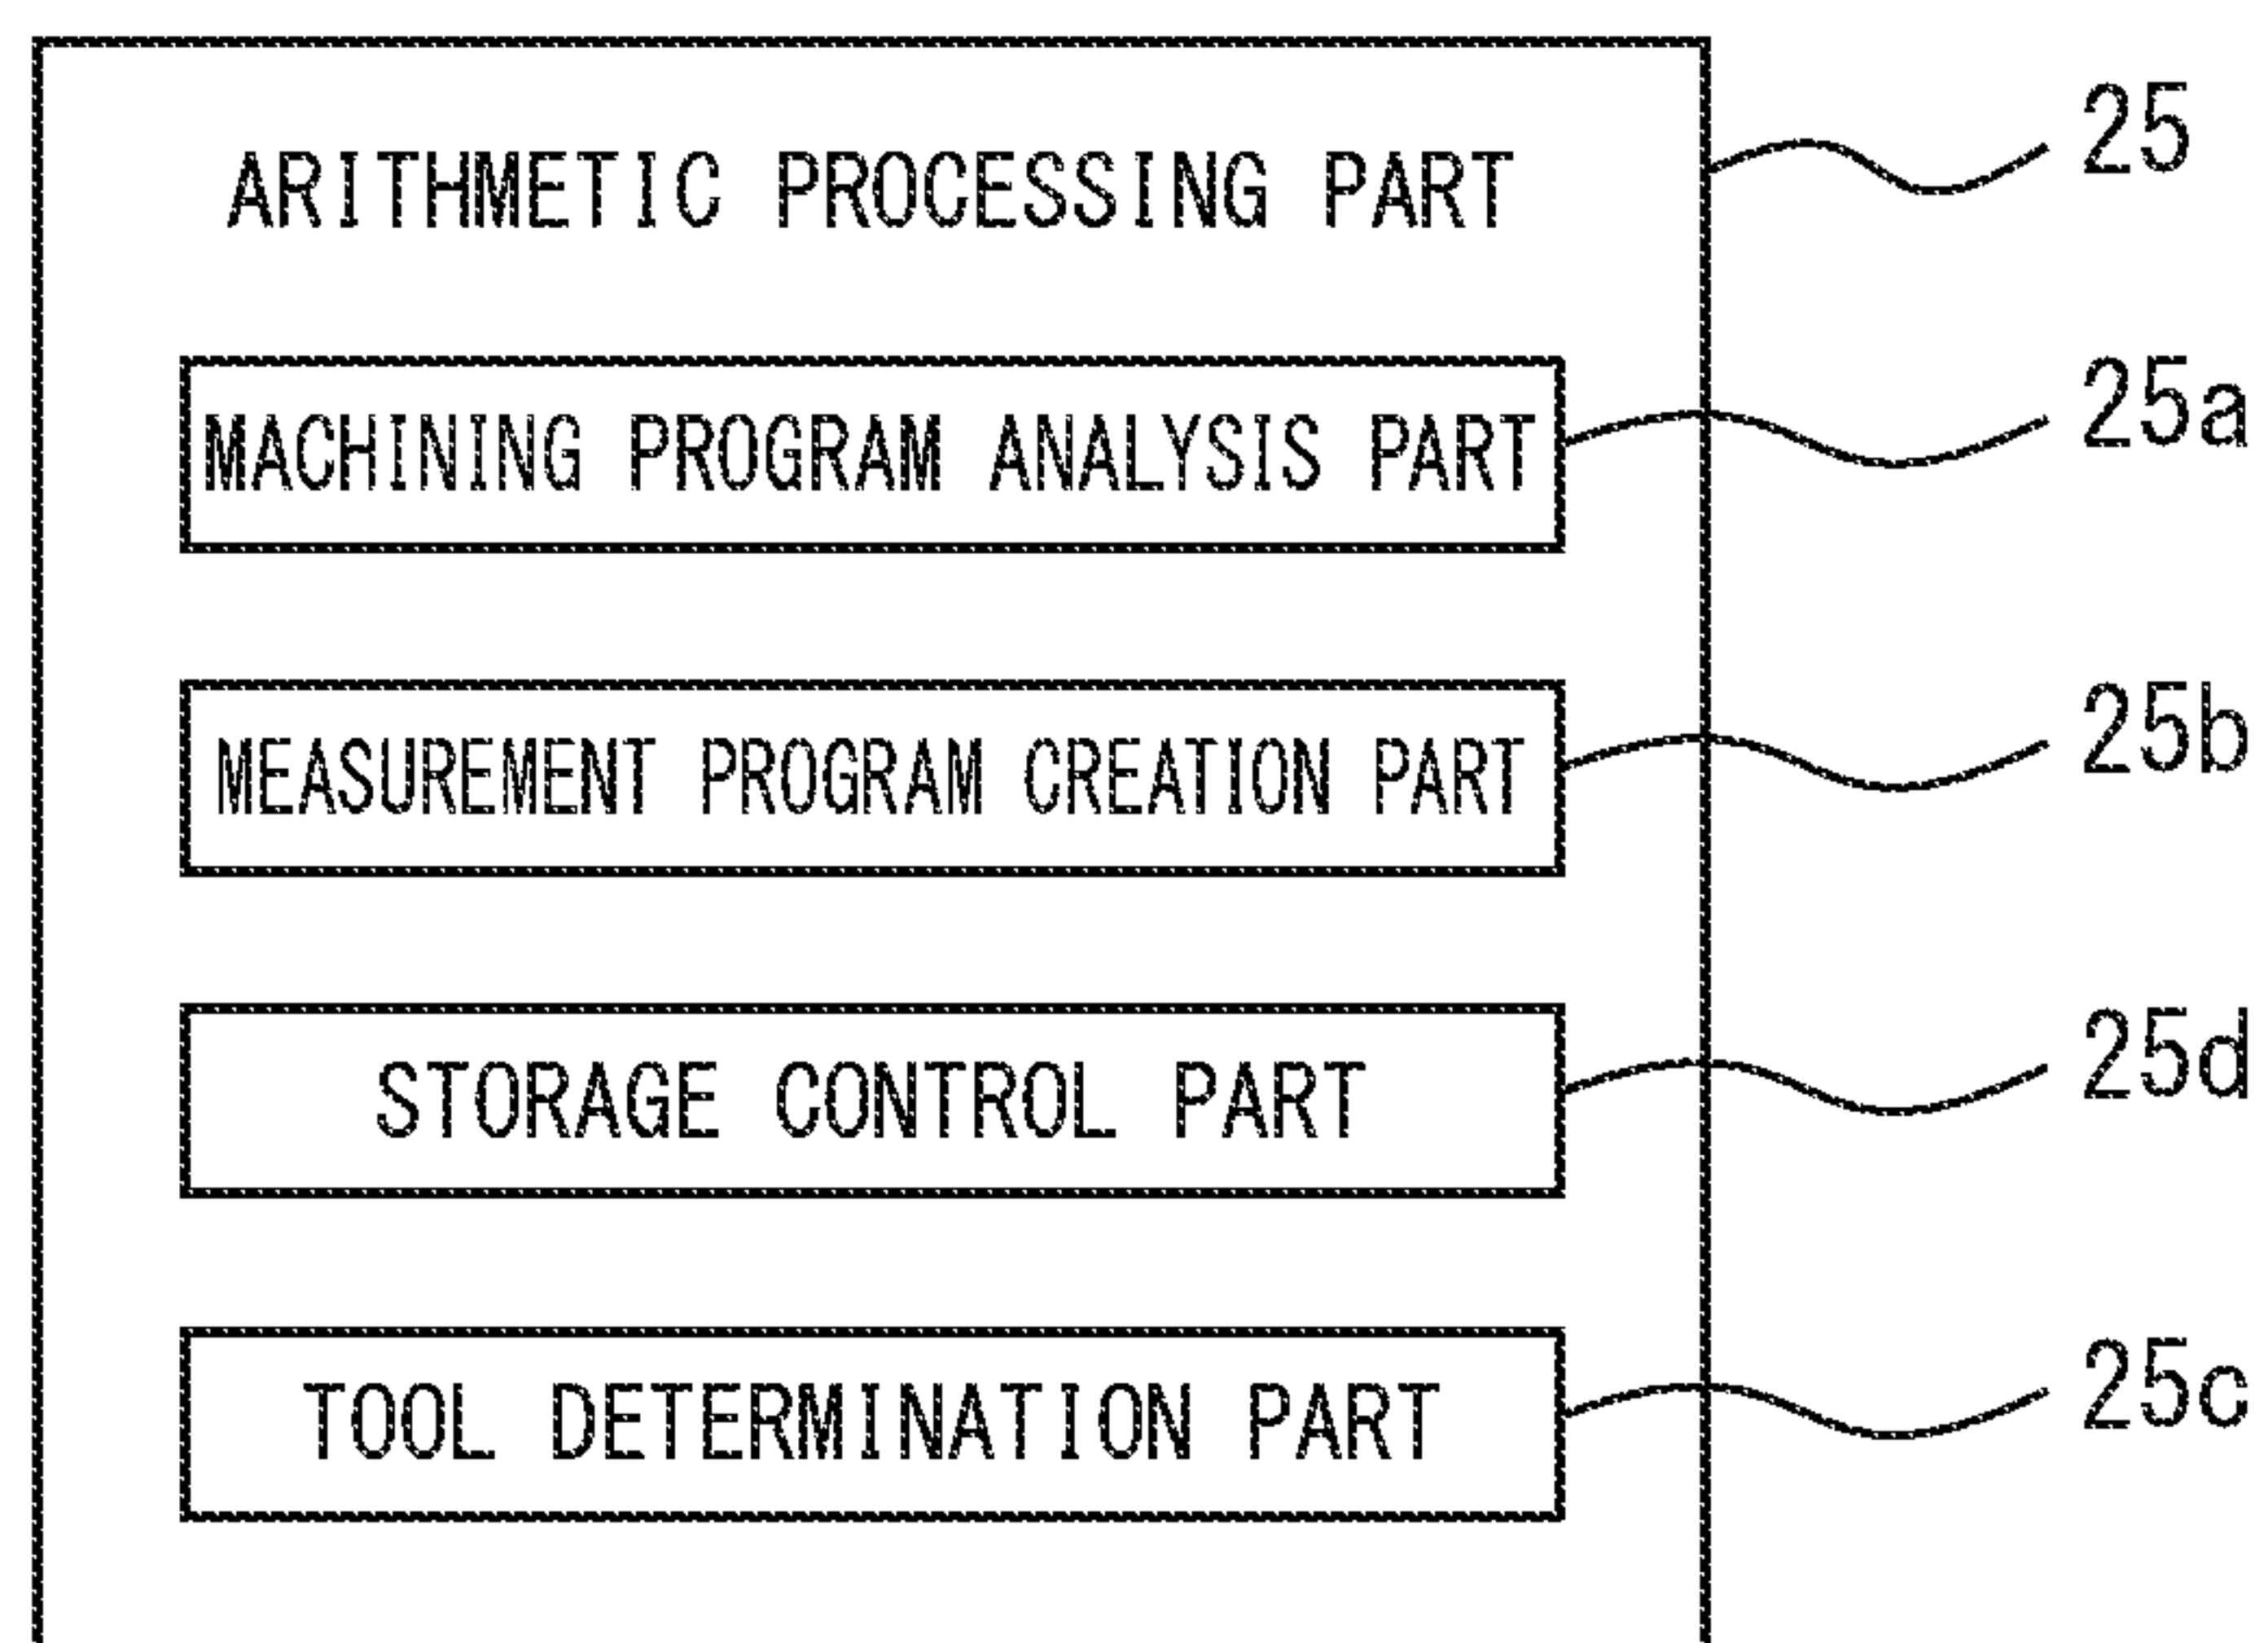 ARITHMETIC PROCESSING PART 25
MACHINING PROGRAM ANALYSIS PART 25a
MEASUREMENT PROGRAM CREATION PART 25b
STORAGE CONTROL PART 25d
TOOL DETERMINATION PART 25c